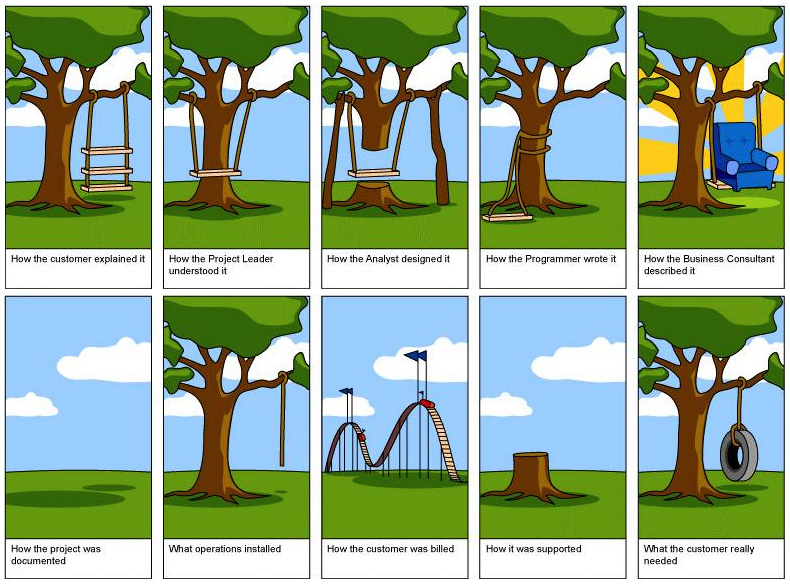 How the customer explained it
How the Project Leader
understood it
How the Analyst designed it
How the Programmer wrote it
How the Business Consultant
described it
How the project was
documented
What operations installed
How the customer was billed
How it was supported
What the customer really
needed